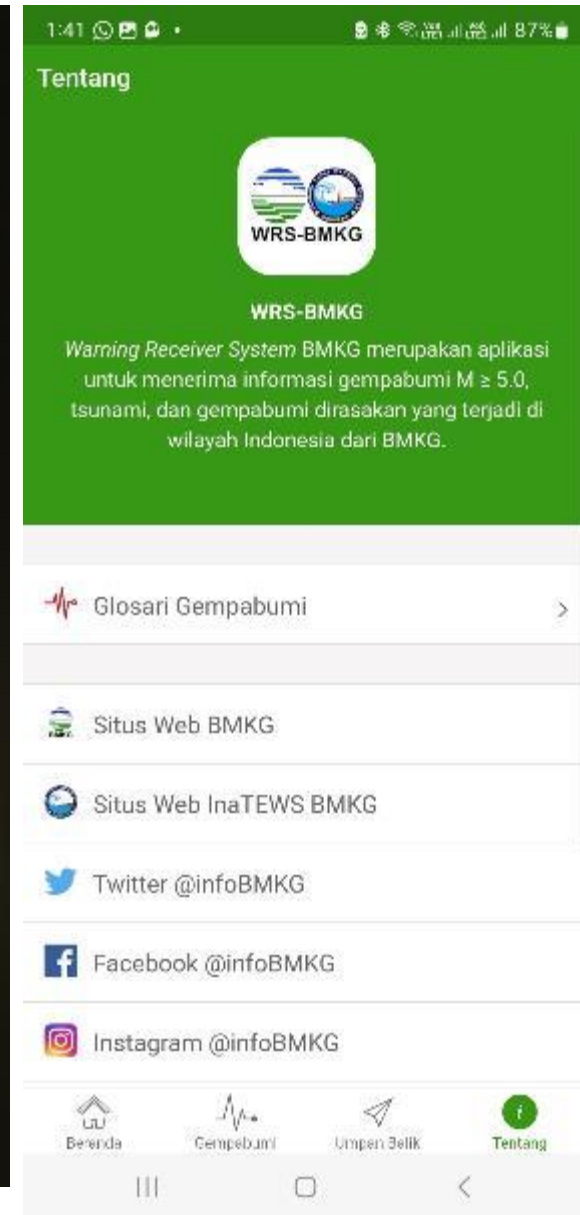 1:41
87%
Tentang
WRS-BMKG
WRS-BMKG
Warning Receiver System BMKG merupakan aplikasi
untuk menerima informasi gempabumi M ≥ 5.0,
tsunami, dan gempabumi dirasakan yang terjadi di
wilayah Indonesia dari BMKG.
Glosari Gempabumi
Situs Web BMKG
Situs Web InaTEWS BMKG
Twitter @infoBMKG
Facebook @infoBMKG
Instagram @infoBMKG
Beranda
Gempabumi
Umpan Balik
Tentang